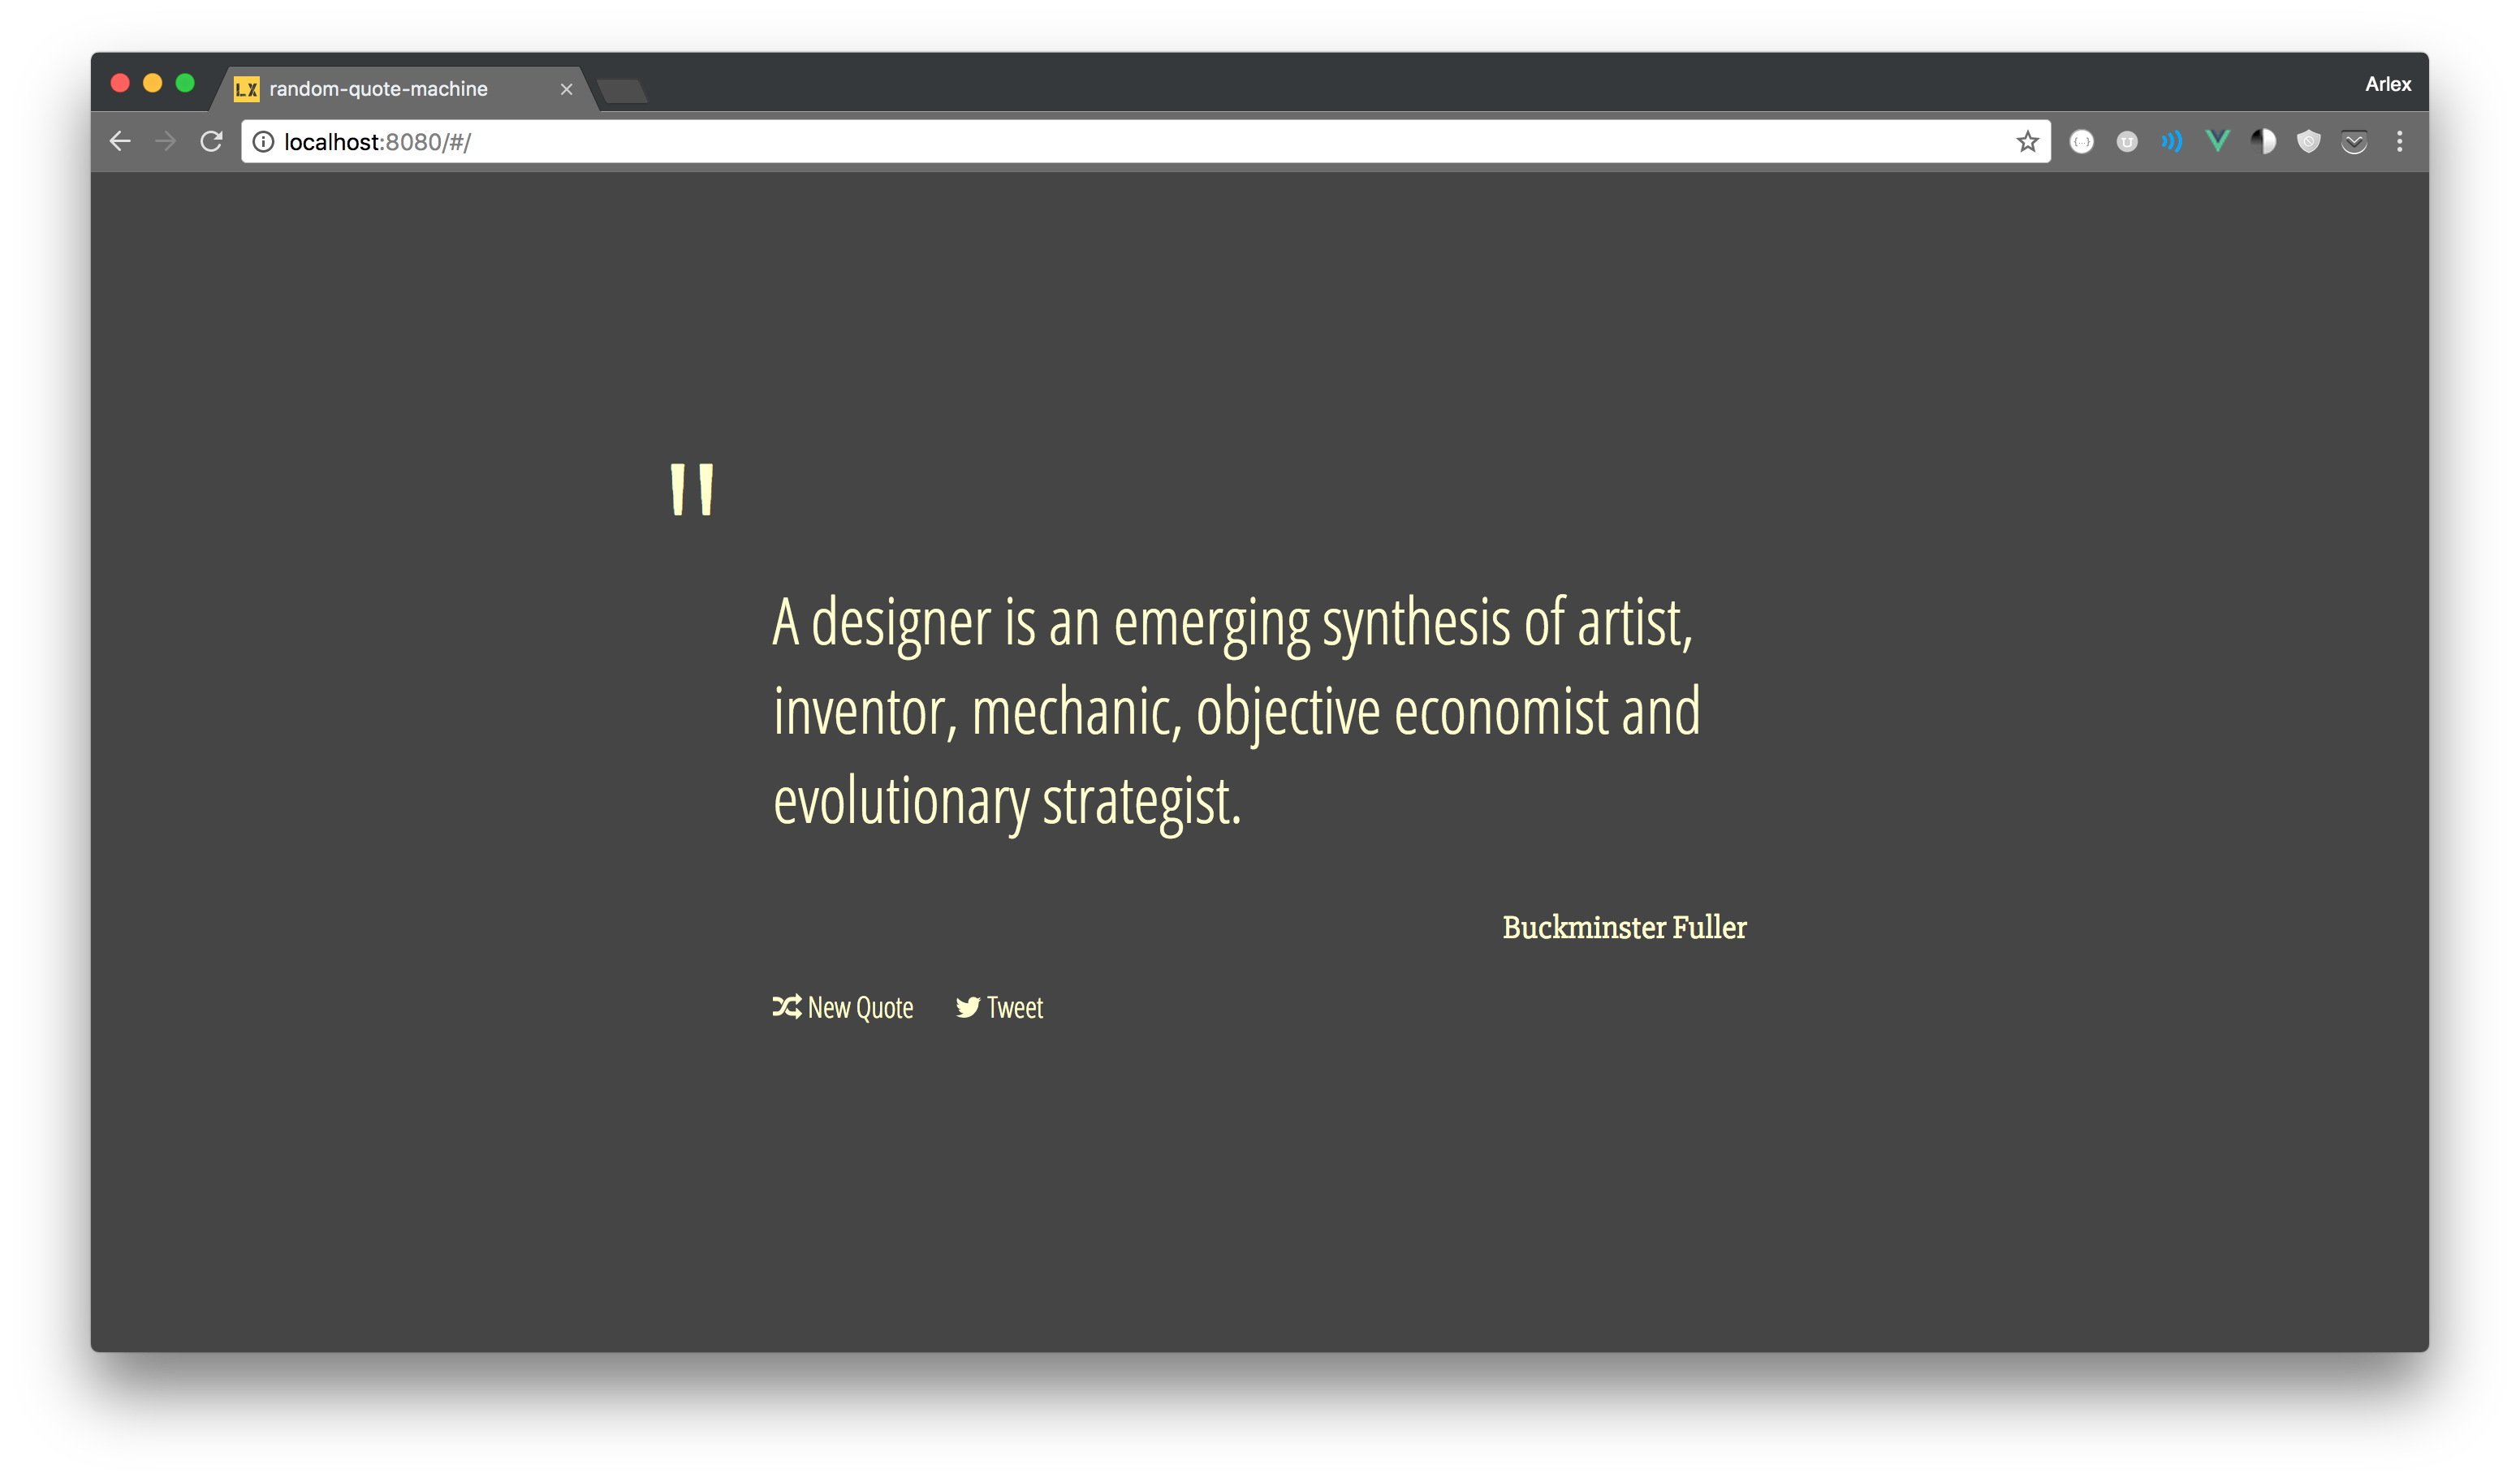 LX random-quote-machine
Arlex
localhost:8080/#/
"
A designer is an emerging synthesis of artist,
inventor, mechanic, objective economist and
evolutionary strategist.
Buckminster Fuller
New Quote Tweet